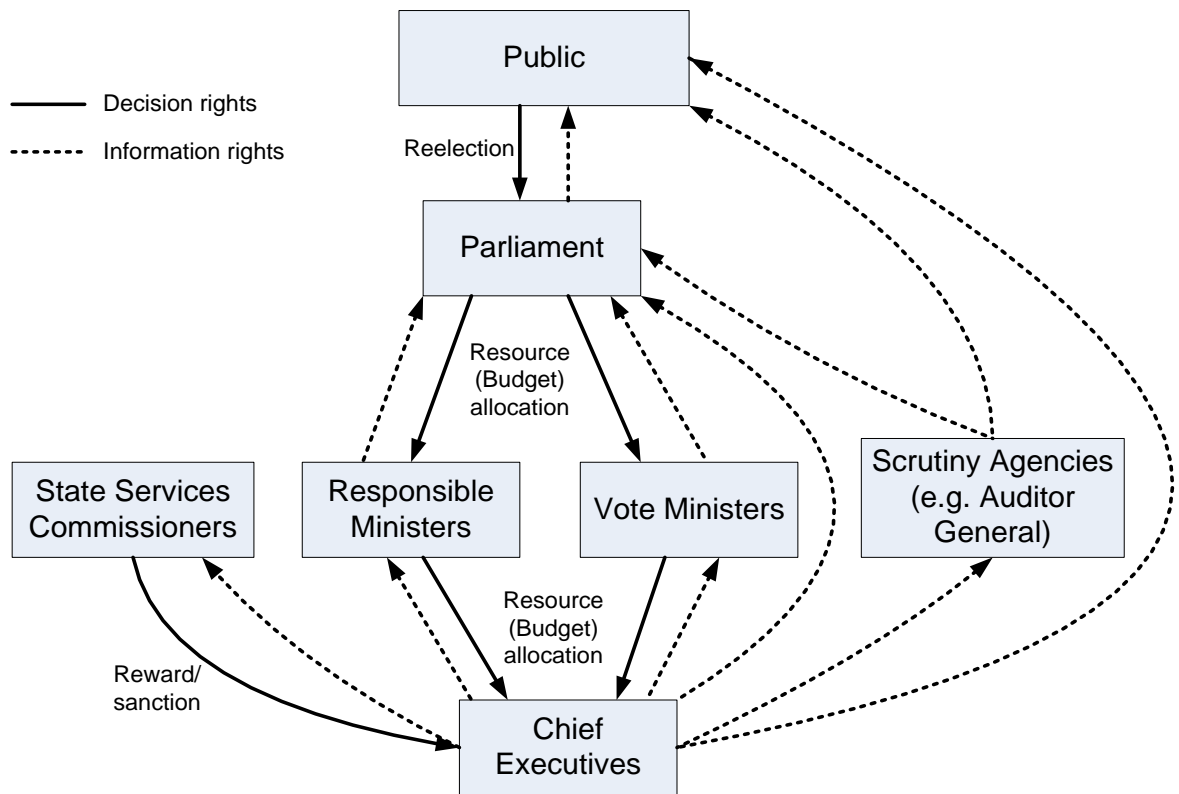 Public
Decision rights
Information rights
Reelection
Parliament
Resource
(Budget)
allocation
State Services
Commissioners
Responsible
Ministers
Vote Ministers
Scrutiny Agencies
(e.g. Auditor
General)
Resource
(Budget)
allocation
Reward/
sanction
Chief
Executives